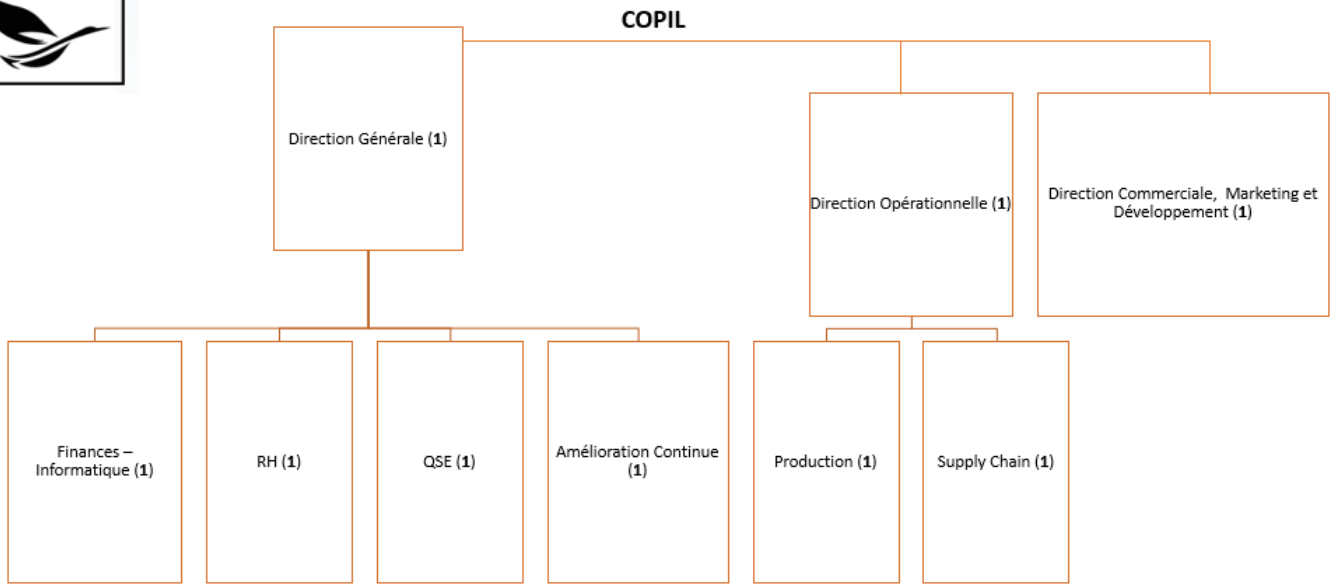 COPIL
Direction Générale (1)
Direction Opérationnelle (1)
Direction Commerciale, Marketing et
Développement (1)
Finances –
Informatique (1)
RH (1)
QSE (1)
Amélioration Continue
(1)
Production (1)
Supply Chain (1)